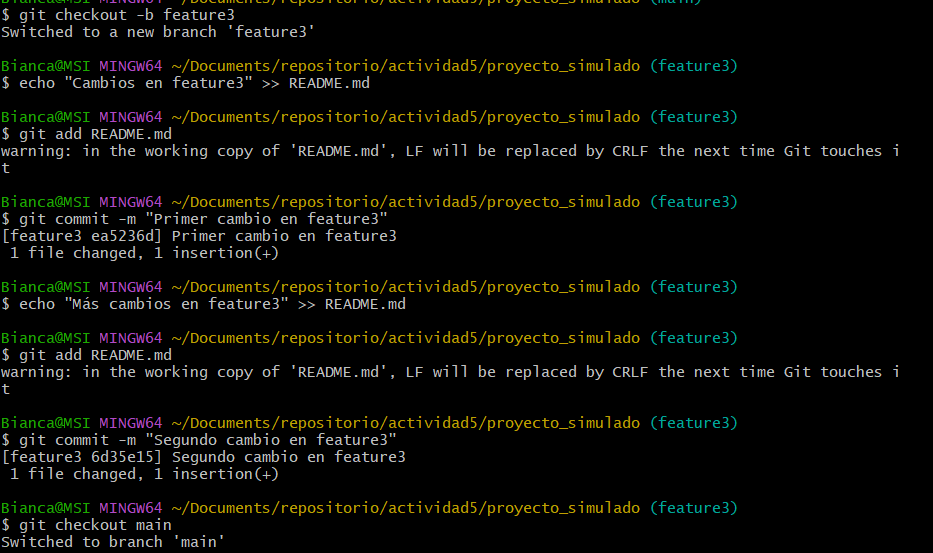 $ git checkout -b feature3
Switched to a new branch 'feature3'
Bianca@MSI MINGW64 ~/Documents/repositorio/actividad5/proyecto_simulado (feature3)
$ echo "Cambios en feature3" >> README.md
Bianca@MSI MINGW64 ~/Documents/repositorio/actividad5/proyecto_simulado (feature3)
$ git add README.md
warning: in the working copy of 'README.md', LF will be replaced by CRLF the next time Git touches i
t
Bianca@MSI MINGW64 ~/Documents/repositorio/actividad5/proyecto_simulado (feature3)
$ git commit -m "Primer cambio en feature3"
[feature3 ea5236d] Primer cambio en feature3
 1 file changed, 1 insertion(+)
Bianca@MSI MINGW64 ~/Documents/repositorio/actividad5/proyecto_simulado (feature3)
$ echo "Más cambios en feature3" >> README.md
Bianca@MSI MINGW64 ~/Documents/repositorio/actividad5/proyecto_simulado (feature3)
$ git add README.md
warning: in the working copy of 'README.md', LF will be replaced by CRLF the next time Git touches i
t
Bianca@MSI MINGW64 ~/Documents/repositorio/actividad5/proyecto_simulado (feature3)
$ git commit -m "Segundo cambio en feature3"
[feature3 6d35e15] Segundo cambio en feature3
 1 file changed, 1 insertion(+)
Bianca@MSI MINGW64 ~/Documents/repositorio/actividad5/proyecto_simulado (feature3)
$ git checkout main
Switched to branch 'main'